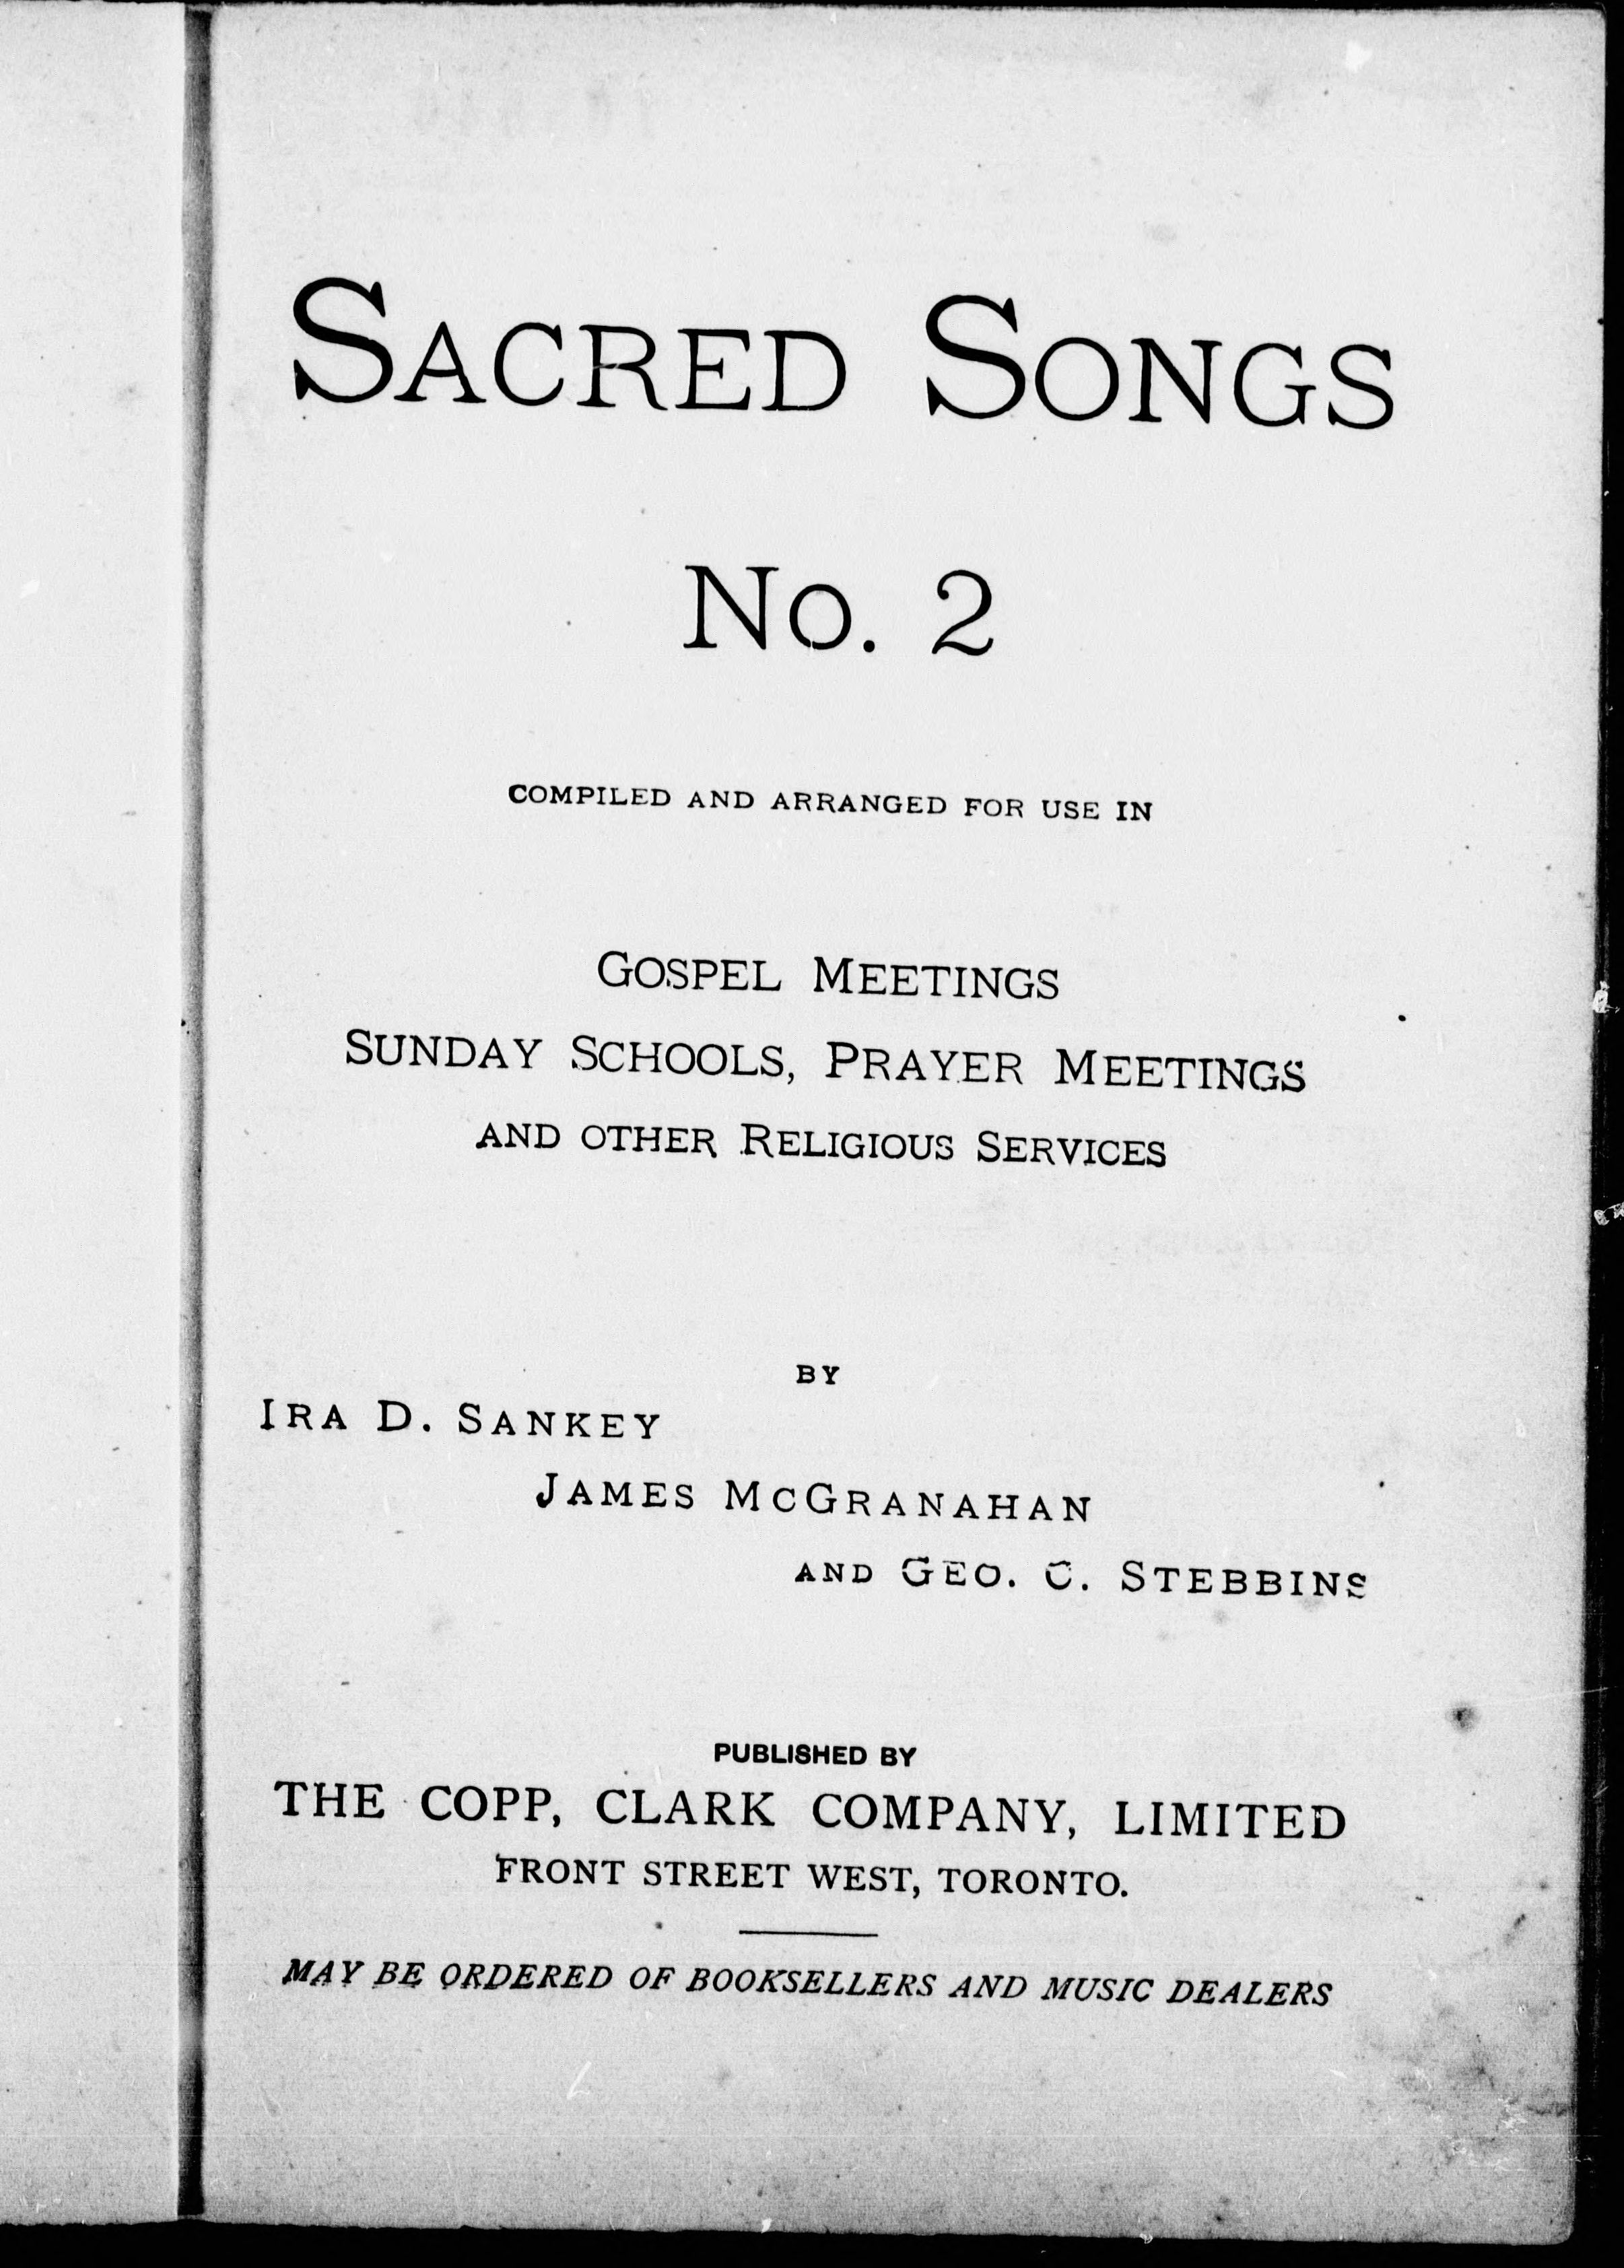 SACRED SONGS
No. 2
COMPILED AND ARRANGED FOR USE IN
GOSPEL MEETINGS
SUNDAY SCHOOLS, PRAYER MEETINGS
AND OTHER RELIGIOUS SERVICES
BY
IRA D. SANKEY
JAMES McGRANAHAN
AND GEO. C. STEBBINS
PUBLISHED BY
THE COPP, CLARK COMPANY, LIMITED
FRONT STREET WEST, TORONTO.
MAY BE ORDERED OF BOOKSELLERS AND MUSIC DEALERS